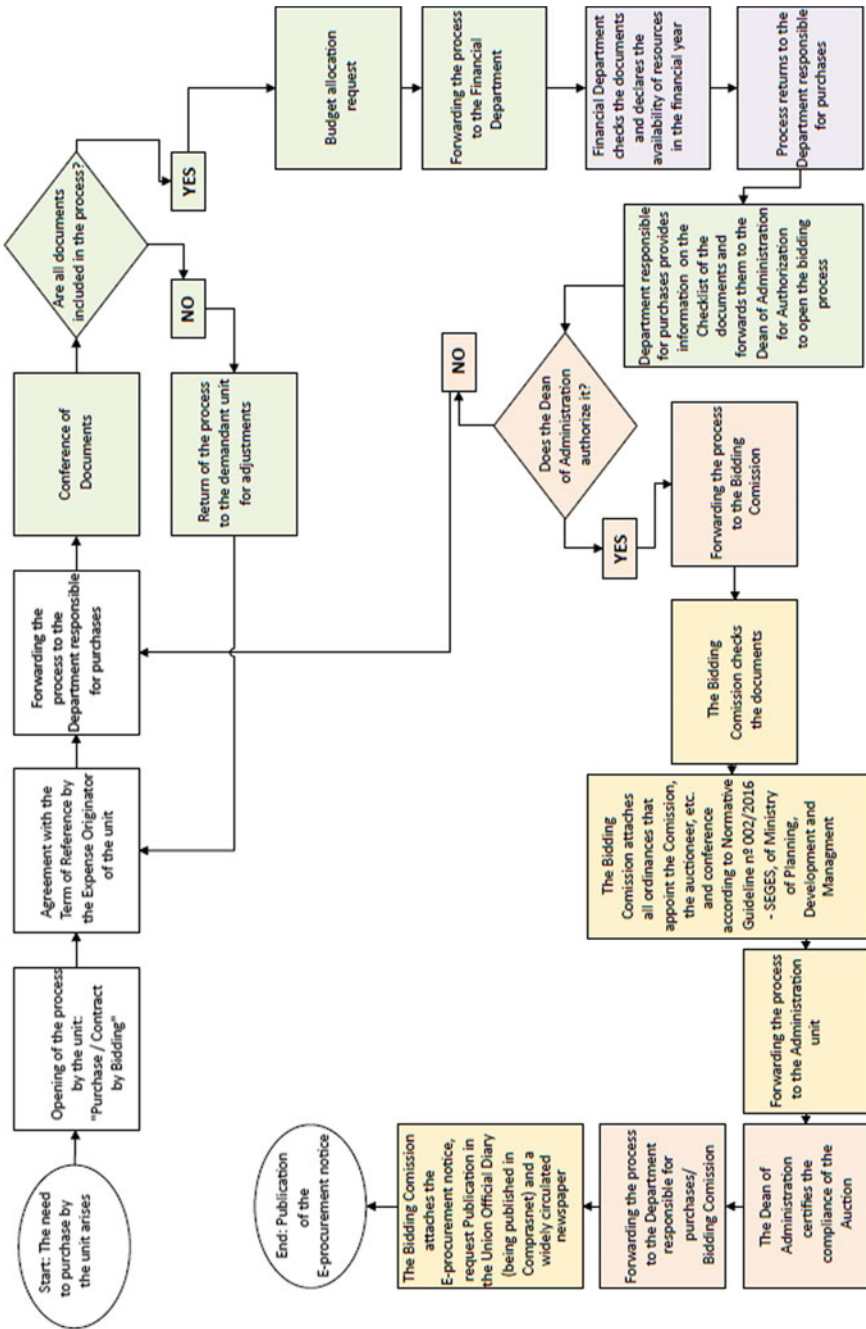 Start: The need
to purchase by
the unit arises
Opening of the process
by the unit:
"Purchase / Contract
by Bidding"
Agreement with the
Term of Reference by
the Expense Originator
of the unit
Forwarding the
process to the
Department responsible
for purchases
Conference of
Documents
Are all documents
included in the process?
YES
NO
Return of the process
to the demandant unit
for adjustments
Budget allocation
request
Forwarding the process
to the Financial
Department
Financial Department
checks the documents
and declares the
availability of resources
in the financial year
Process returns to the
Department responsible
for purchases
Department responsible
for purchases provides
information on the
Checklist of the
documents and
forwards them to the
Dean of Administration
for Authorization
to open the bidding
process
Does the Dean
of Administration
authorize it?
NO
YES
Forwarding the process
to the Bidding
Comission
The Bidding
Comission checks
the documents
The Bidding
Comission attaches
all ordinances that
appoint the Comission,
the auctioneer, etc.
and conference
according to Normative
Guideline nº 002/2016
- SEGES, of Ministry
of Planning,
Development and
Managment
Forwarding the process
to the Administration
unit
The Dean of
Administration
certifies the
compliance of the
Auction
Forwarding the process
to the Department
responsible for
purchases/
Bidding Comission
The Bidding Comission
attaches the
E-procurement notice,
request Publication in
the Union Official Diary
(being published in
Comprasnet) and a
widely circulated
newspaper
End: Publication
of the
E-procurement notice